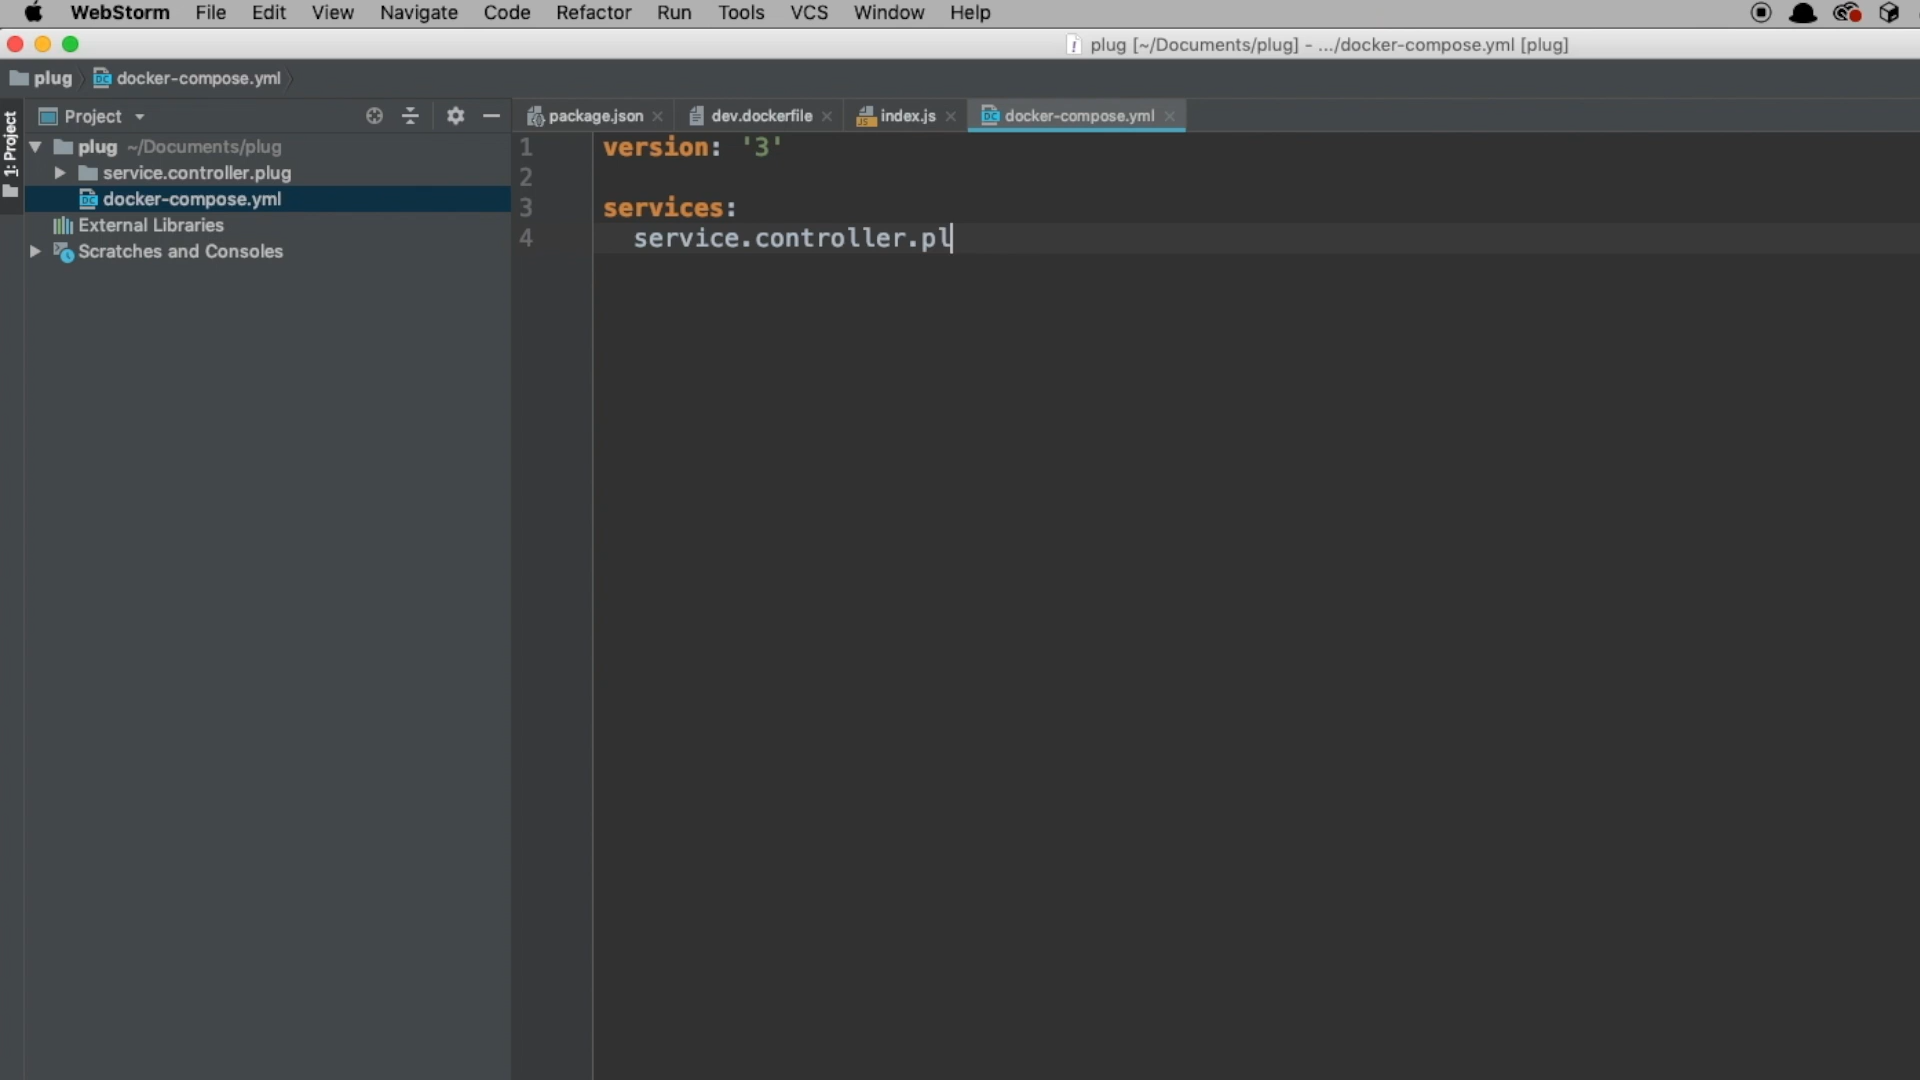 WebStorm File Edit View Navigate Code Refactor Run Tools VCS Window Help
plug [~/Documents/plug] - .../docker-compose.yml [plug]
plug docker-compose.yml
1: Project
Project
package.json dev.dockerfile index.js docker-compose.yml
plug ~/Documents/plug
service.controller.plug
docker-compose.yml
External Libraries
Scratches and Consoles
1 version: '3'
2
3 services:
4 service.controller.pl